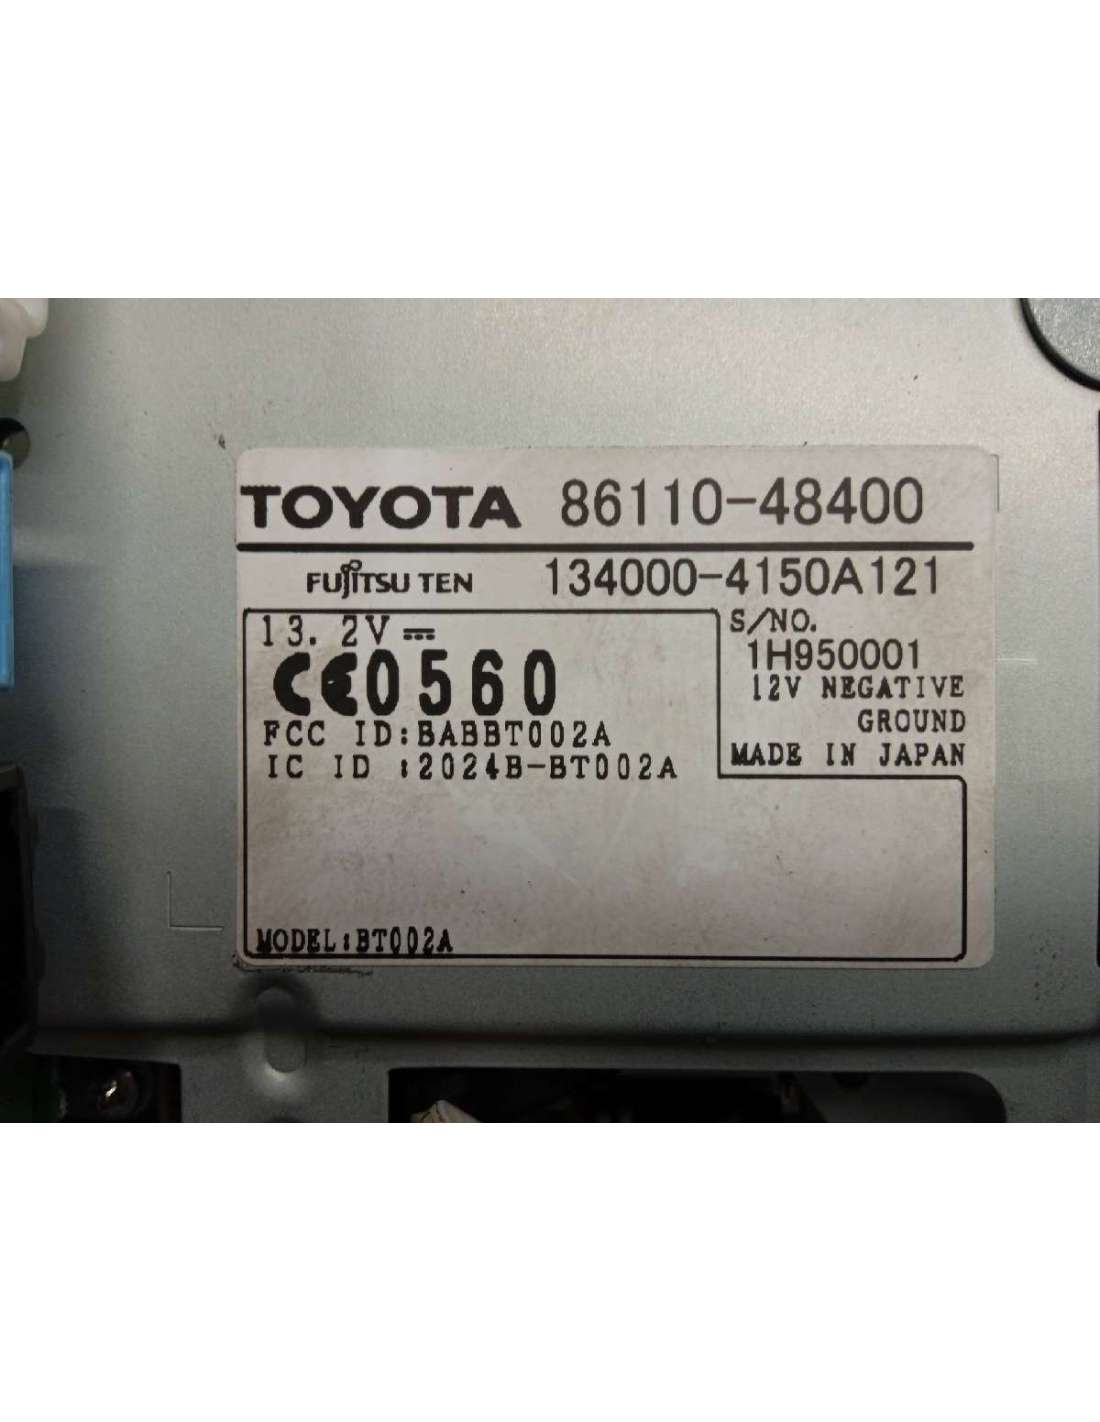 TOYOTA 86110-48400
FUJITSU TEN 134000-4150A121
13.2V
CE0560
FCC ID:BABBT002A
IC ID :2024B-BT002A
S/NO.
1H950001
12V NEGATIVE
GROUND
MADE IN JAPAN
MODEL:BT002A